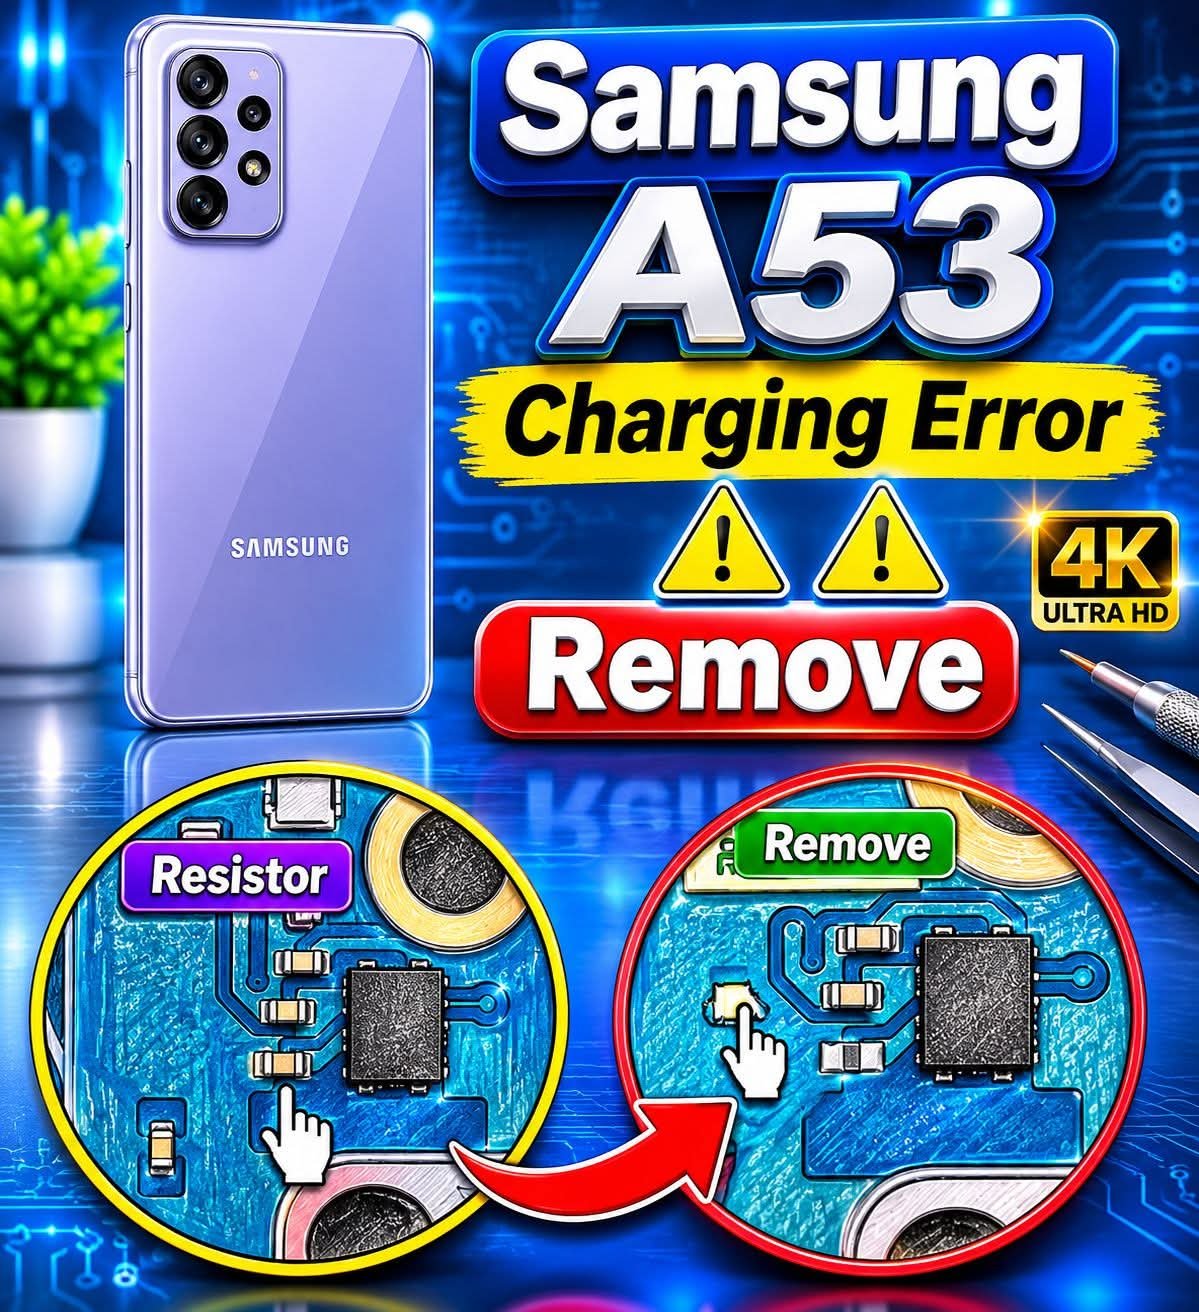 Samsung
A53
Charging Error
SAMSUNG
4K
ULTRA HD
Remove
Resistor
Remove